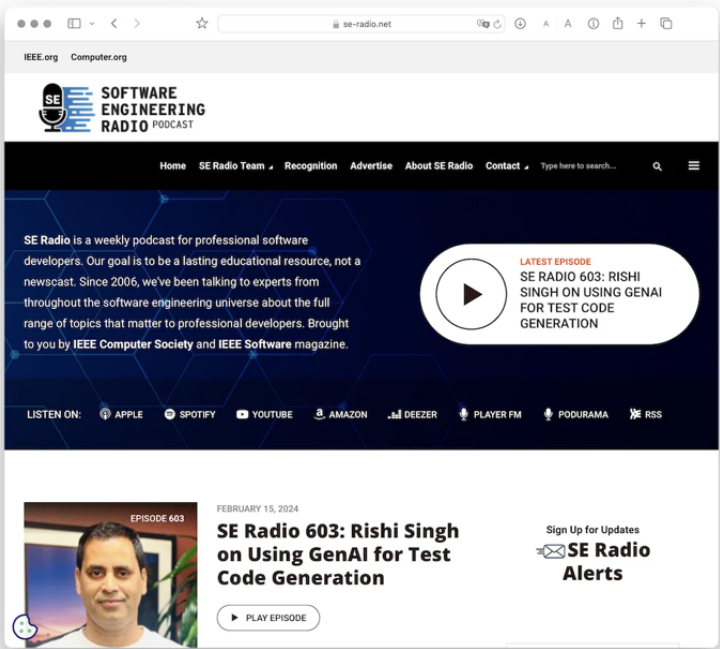 se-radio.net
A A
IEEE.org Computer.org
SE SOFTWARE
ENGINEERING
RADIO PODCAST
Home SE Radio Team Recognition Advertise About SE Radio Contact Type here to search...
SE Radio is a weekly podcast for professional software
developers. Our goal is to be a lasting educational resource, not a
newscast. Since 2006, we've been talking to experts from
throughout the software engineering universe about the full
range of topics that matter to professional developers. Brought
to you by IEEE Computer Society and IEEE Software magazine.
LATEST EPISODE
SE RADIO 603: RISHI
SINGH ON USING GENAI
FOR TEST CODE
GENERATION
LISTEN ON: APPLE SPOTIFY YOUTUBE AMAZON DEEZER PLAYER FM PODURAMA RSS
EPISODE 603
FEBRUARY 15, 2024
SE Radio 603: Rishi Singh
on Using GenAI for Test
Code Generation
PLAY EPISODE
Sign Up for Updates
SE Radio
Alerts